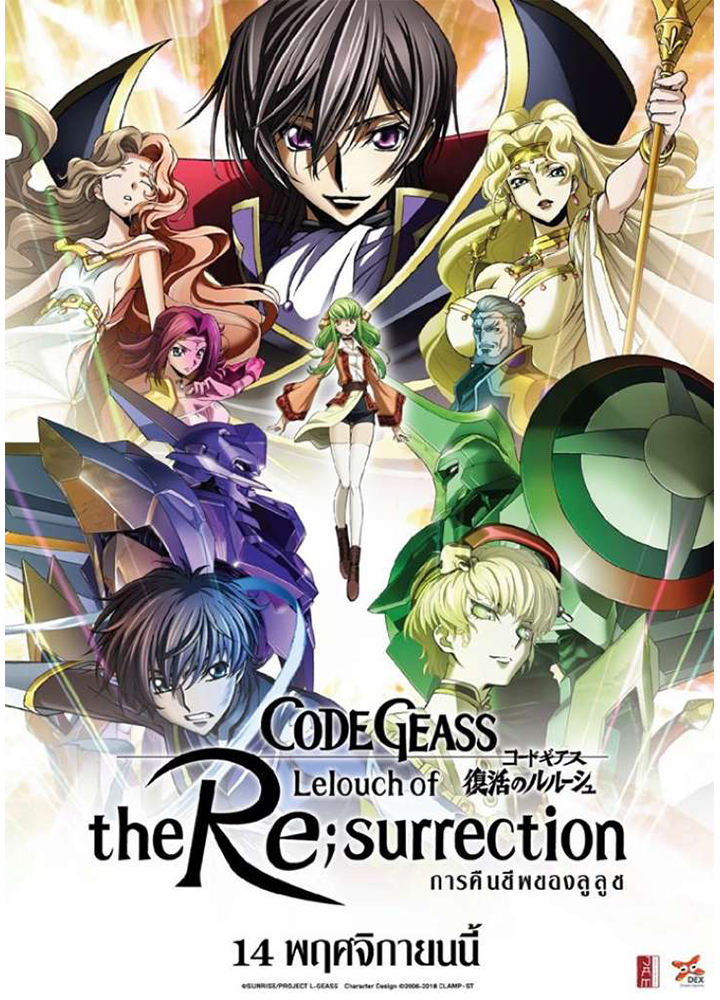 CODE GEASS
コードギアス
Lelouch of 復活のルルーシュ
the Re;surrection
การคืนชีพของลูลูช
14 พฤศจิกายนนี้
JAM
DEX
©SUNRISE/PROJECT L-GEASS Character Design ©2006-2018 CLAMP・ST